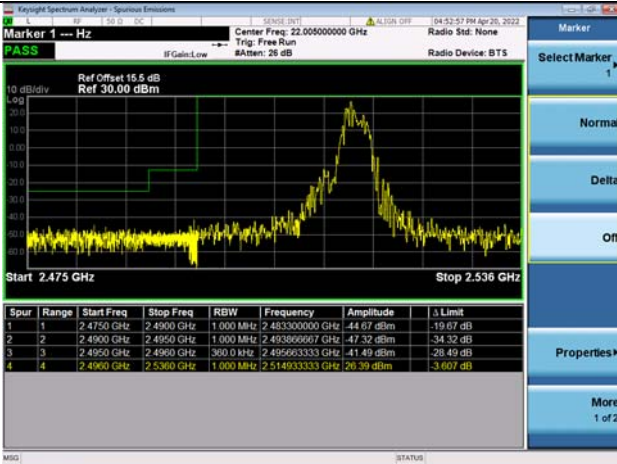 Keysight Spectrum Analyzer - Spurious Emissions
L RF 50 Ω DC SENSE:INT ALIGN OFF 04:52:57 PM Apr 20, 2022
Marker 1 --- Hz
Center Freq: 22.005000000 GHz
Radio Std: None
Trig: Free Run
PASS
IFGain:Low
#Atten: 26 dB
Radio Device: BTS
Ref Offset 15.5 dB
10 dB/div
Ref 30.00 dBm
Log
20.0
10.0
0.00
-10.0
-20.0
-30.0
-40.0
-50.0
-60.0
Start 2.475 GHz
Stop 2.536 GHz
Spur Range Start Freq Stop Freq RBW Frequency Amplitude Δ Limit
1 1 2.4750 GHz 2.4900 GHz 1.000 MHz 2.483300000 GHz -44.67 dBm -19.67 dB
2 2 2.4900 GHz 2.4950 GHz 1.000 MHz 2.493866667 GHz -47.32 dBm -34.32 dB
3 3 2.4950 GHz 2.4960 GHz 360.0 kHz 2.495663333 GHz -41.49 dBm -28.49 dB
4 4 2.4960 GHz 2.5360 GHz 1.000 MHz 2.514933333 GHz 26.39 dBm -3.607 dB
MSG
STATUS
Marker
Select Marker
1
Norma
Delta
Off
Properties
More
1 of 2